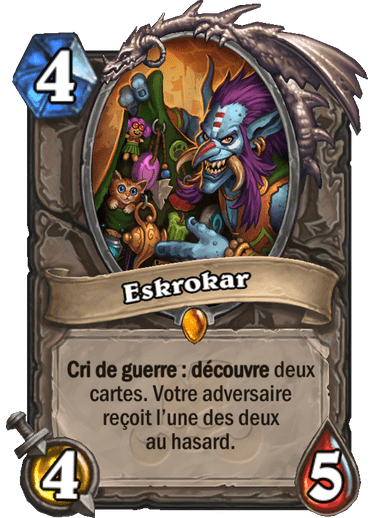 4
Eskrokar
Cri de guerre : découvre deux
cartes. Votre adversaire
reçoit l'une des deux
au hasard.
4
5